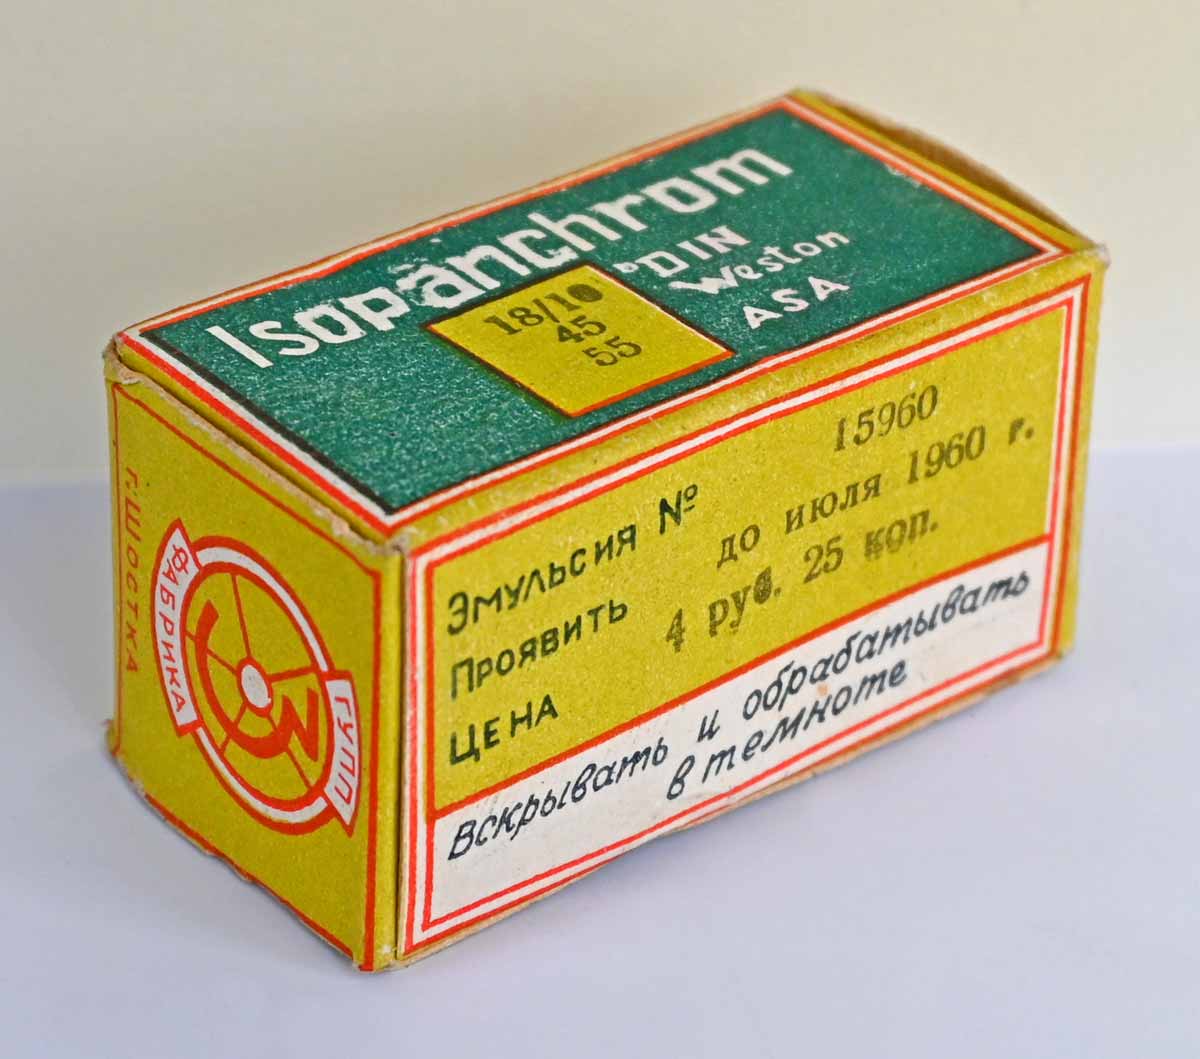 Isopanchrom
18/10
45
55
°DIN
Weston
ASA
Эмульсия № 15960
Проявить до июля 1960 г.
Цена 4 руб. 25 коп.
Вскрывать и обрабатывать
в темноте
г. Шостка
ФАБРИКА
3
ГУПП